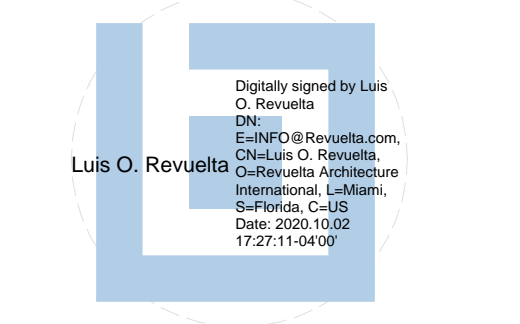 Luis O. Revuelta
Digitally signed by Luis
O. Revuelta
DN:
E=INFO@Revuelta.com,
CN=Luis O. Revuelta,
O=Revuelta Architecture
International, L=Miami,
S=Florida, C=US
Date: 2020.10.02
17:27:11-04'00'